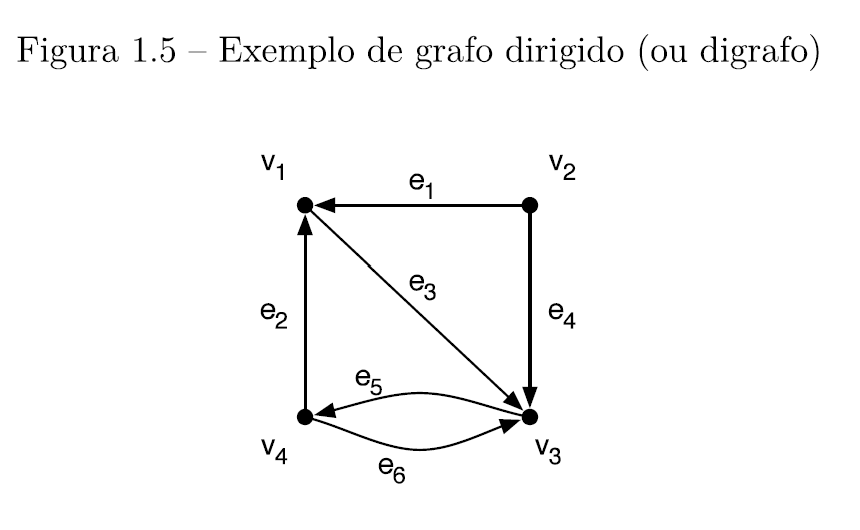 Figura 1.5 – Exemplo de grafo dirigido (ou digrafo)
v1
v2
e1
e3
e2
e4
e5
v4
v3
e6